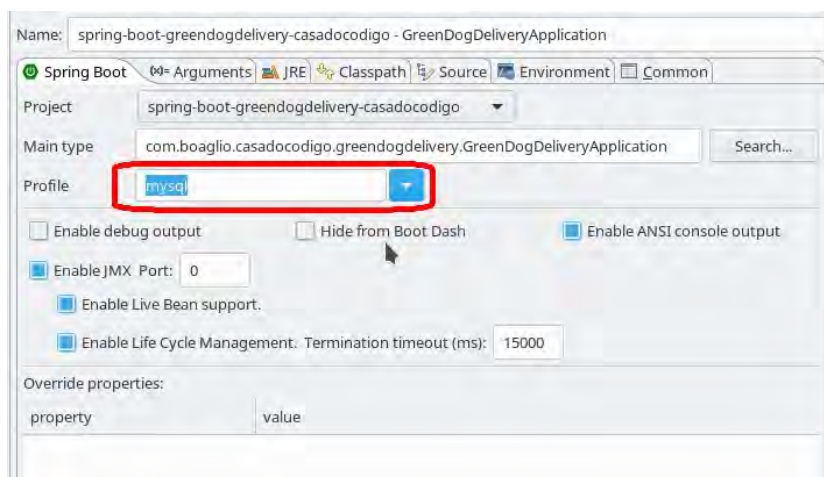 Name: spring-boot-greendogdelivery-casadocodigo - GreenDogDeliveryApplication
Spring Boot (x)= Arguments JRE Classpath Source Environment Common
Project spring-boot-greendogdelivery-casadocodigo
Main type com.boaglio.casadocodigo.greendogdelivery.GreenDogDeliveryApplication Search...
Profile mysql
Enable debug output Hide from Boot Dash Enable ANSI console output
Enable JMX Port: 0
Enable Live Bean support.
Enable Life Cycle Management. Termination timeout (ms): 15000
Override properties:
property value